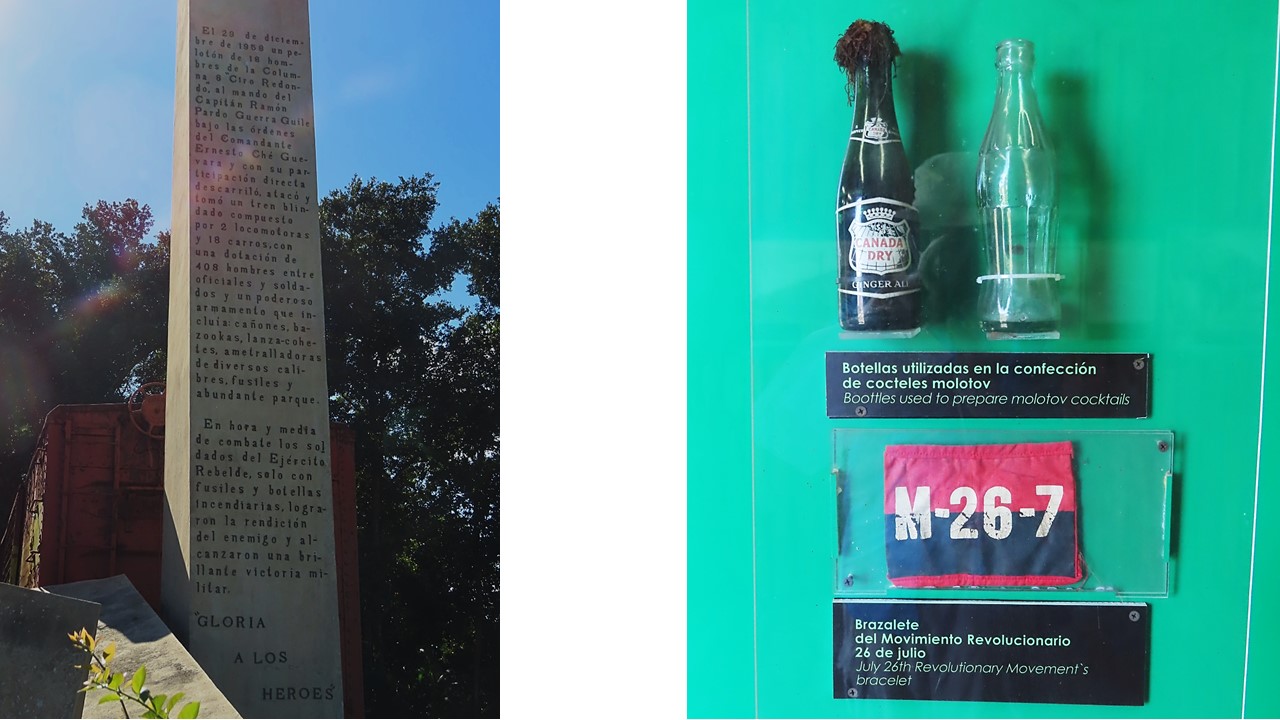 El 29 de diciem-
bre de 1958 un pe-
lotón de 18 hom-
bres de la Colum-
na 8 "Ciro Redon-
do, al mando del
Capitán Ramón
Pardo Guerra Guile
bajo las órdenes
del Comandante
Ernesto Ché Gue-
vara y con su par-
ticipación directa
descarriló, atacó y
tomó un tren blin-
dado compuesto
por 2 locomotoras
y 18 carros, con
una dotación de
408 hombres entre
oficiales y solda-
dos y un poderoso
armamento que in-
cluía: cañones, ba-
zookas, lanza-cohe-
tes, ametralladoras
de diversos cali-
bres, fusiles y
abundante parque.
En hora y media
de combate los sol
dados del Ejército
Rebelde, solo con
fusiles y botellas
incendiarias, logra-
ron la rendición
del enemigo y al-
canzaron una bri-
llante victoria mi-
litar.
"GLORIA
A LOS
HEROES"
CANADA
DRY
GINGER ALE
Botellas utilizadas en la confección
de cocteles molotov
Boottles used to prepare molotov cocktails
M-26-7
Brazalete
del Movimiento Revolucionario
26 de julio
July 26th Revolutionary Movement`s
bracelet